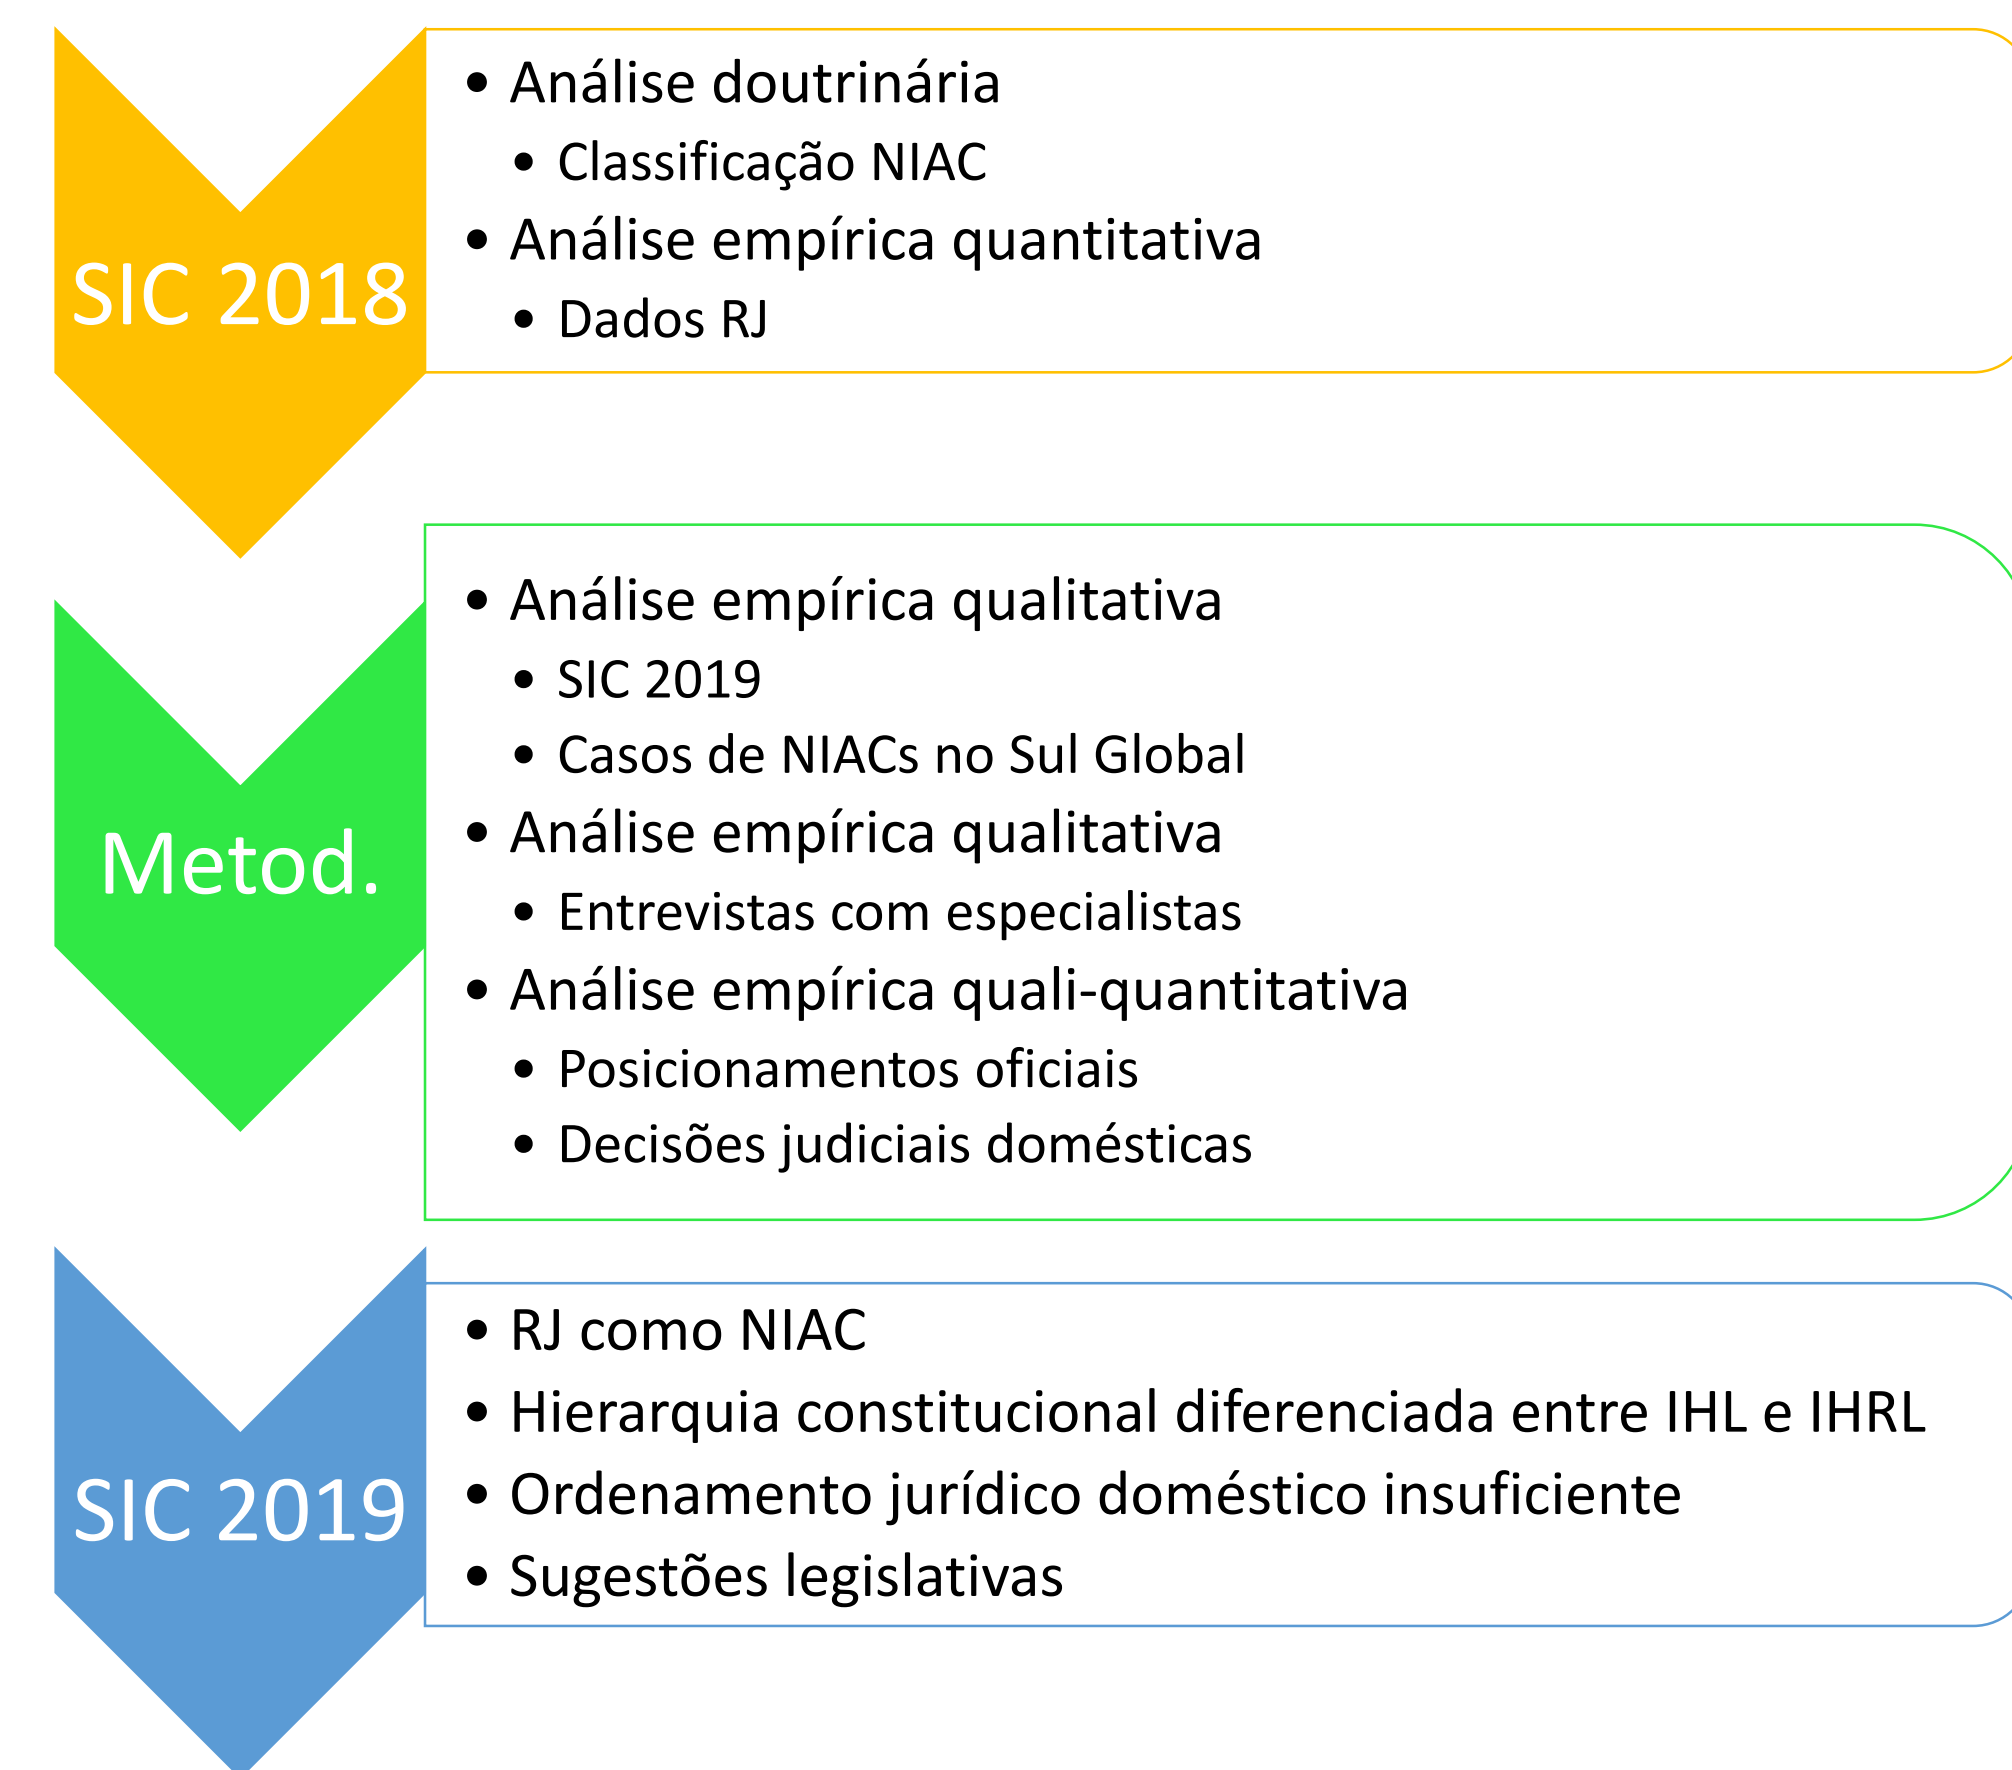 SIC 2018
• Análise doutrinária
• Classificação NIAC
• Análise empírica quantitativa
• Dados RJ
Metod.
• Análise empírica qualitativa
• SIC 2019
• Casos de NIACs no Sul Global
• Análise empírica qualitativa
• Entrevistas com especialistas
• Análise empírica quali-quantitativa
• Posicionamentos oficiais
• Decisões judiciais domésticas
SIC 2019
• RJ como NIAC
• Hierarquia constitucional diferenciada entre IHL e IHRL
• Ordenamento jurídico doméstico insuficiente
• Sugestões legislativas